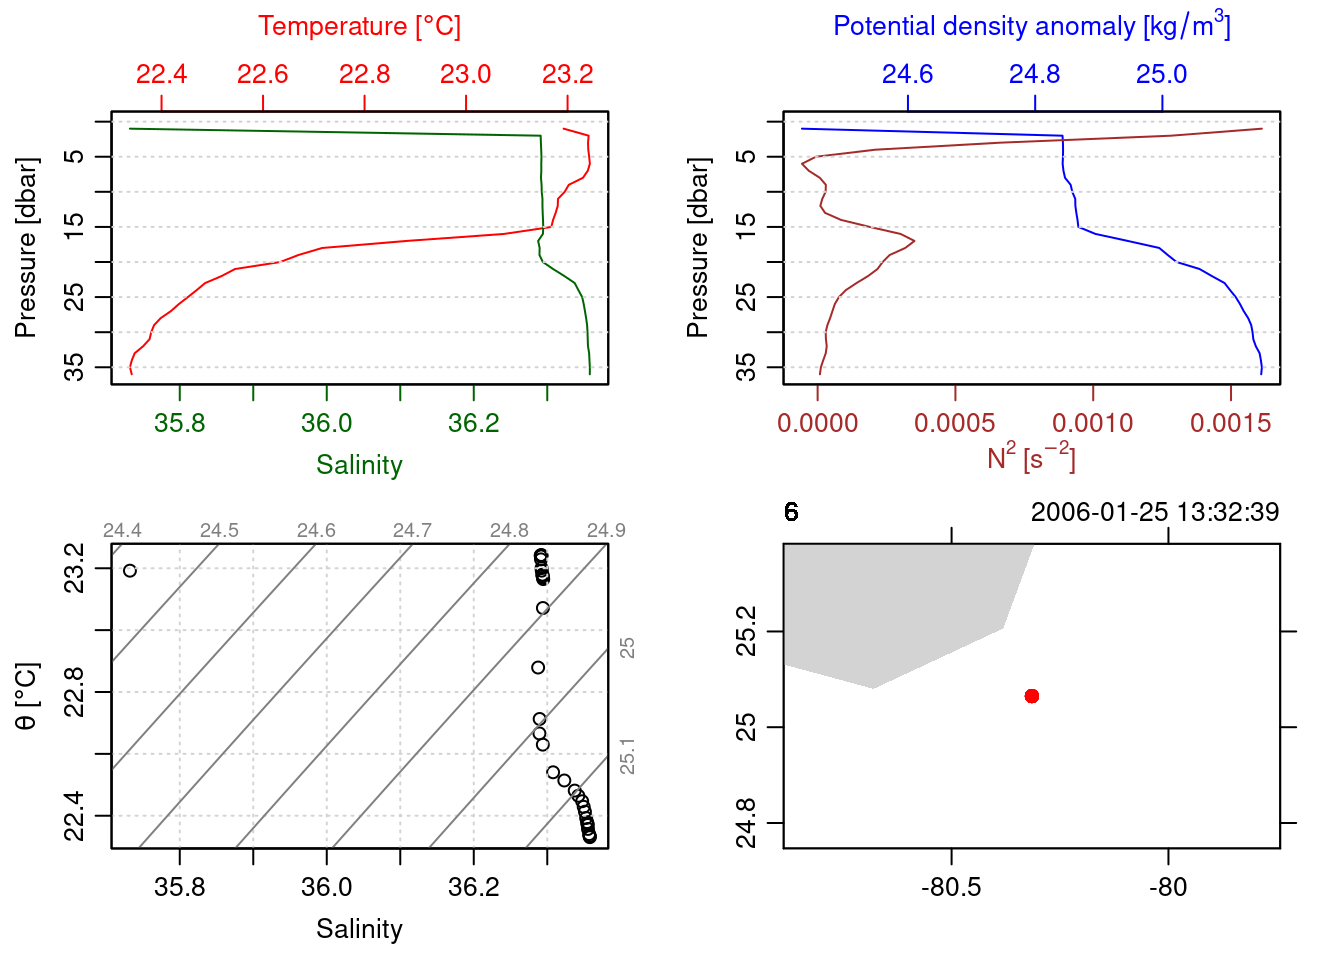 Temperature [°C]
22.4 22.6 22.8 23.0 23.2
Pressure [dbar]
5 15 25 35
35.8 36.0 36.2
Salinity
Potential density anomaly [kg/m³]
24.6 24.8 25.0
Pressure [dbar]
5 15 25 35
0.0000 0.0005 0.0010 0.0015
N² [s⁻²]
24.4 24.5 24.6 24.7 24.8 24.9
25
25.1
θ [°C]
23.2 22.8 22.4
35.8 36.0 36.2
Salinity
6 2006-01-25 13:32:39
25.2 25 24.8
-80.5 -80